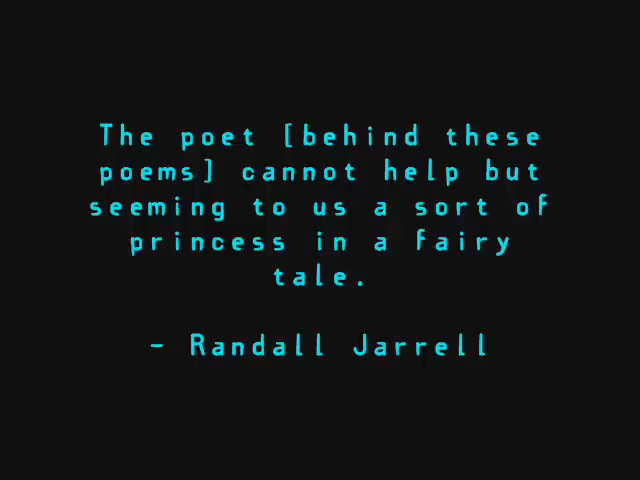 The poet [behind these
poems] cannot help but
seeming to us a sort of
princess in a fairy
tale.
- Randall Jarrell